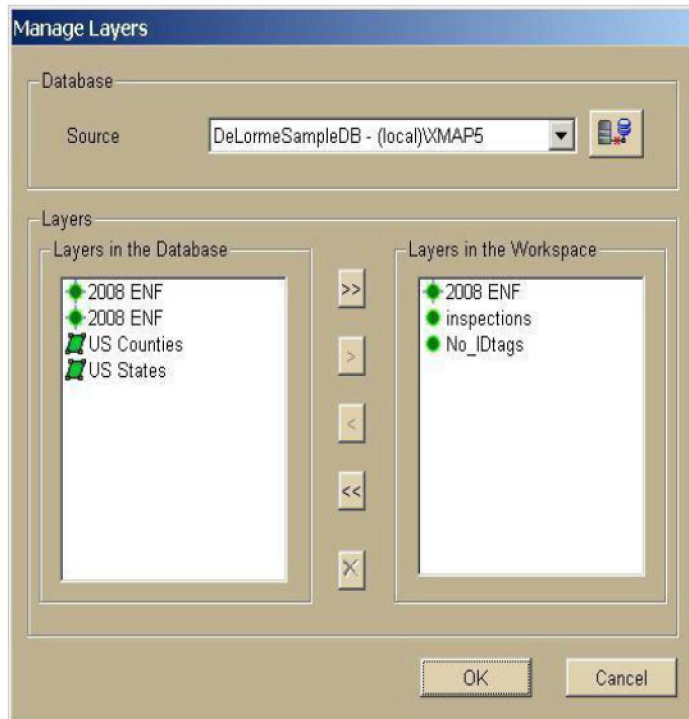 Manage Layers
Database
Source
DeLormeSampleDB - (local)\XMAP5
Layers
Layers in the Database
2008 ENF
2008 ENF
US Counties
US States
>>
>
<
<<
X
Layers in the Workspace
2008 ENF
inspections
No_IDtags
OK
Cancel